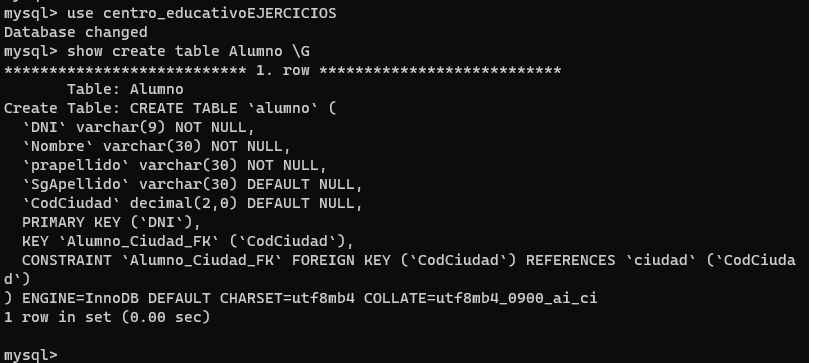 mysql> use centro_educativoEJERCICIOS
Database changed
mysql> show create table Alumno \G
*************************** 1. row ***************************
       Table: Alumno
Create Table: CREATE TABLE `alumno` (
  `DNI` varchar(9) NOT NULL,
  `Nombre` varchar(30) NOT NULL,
  `prapellido` varchar(30) NOT NULL,
  `SgApellido` varchar(30) DEFAULT NULL,
  `CodCiudad` decimal(2,0) DEFAULT NULL,
  PRIMARY KEY (`DNI`),
  KEY `Alumno_Ciudad_FK` (`CodCiudad`),
  CONSTRAINT `Alumno_Ciudad_FK` FOREIGN KEY (`CodCiudad`) REFERENCES `ciudad` (`CodCiuda
d`)
) ENGINE=InnoDB DEFAULT CHARSET=utf8mb4 COLLATE=utf8mb4_0900_ai_ci
1 row in set (0.00 sec)

mysql>